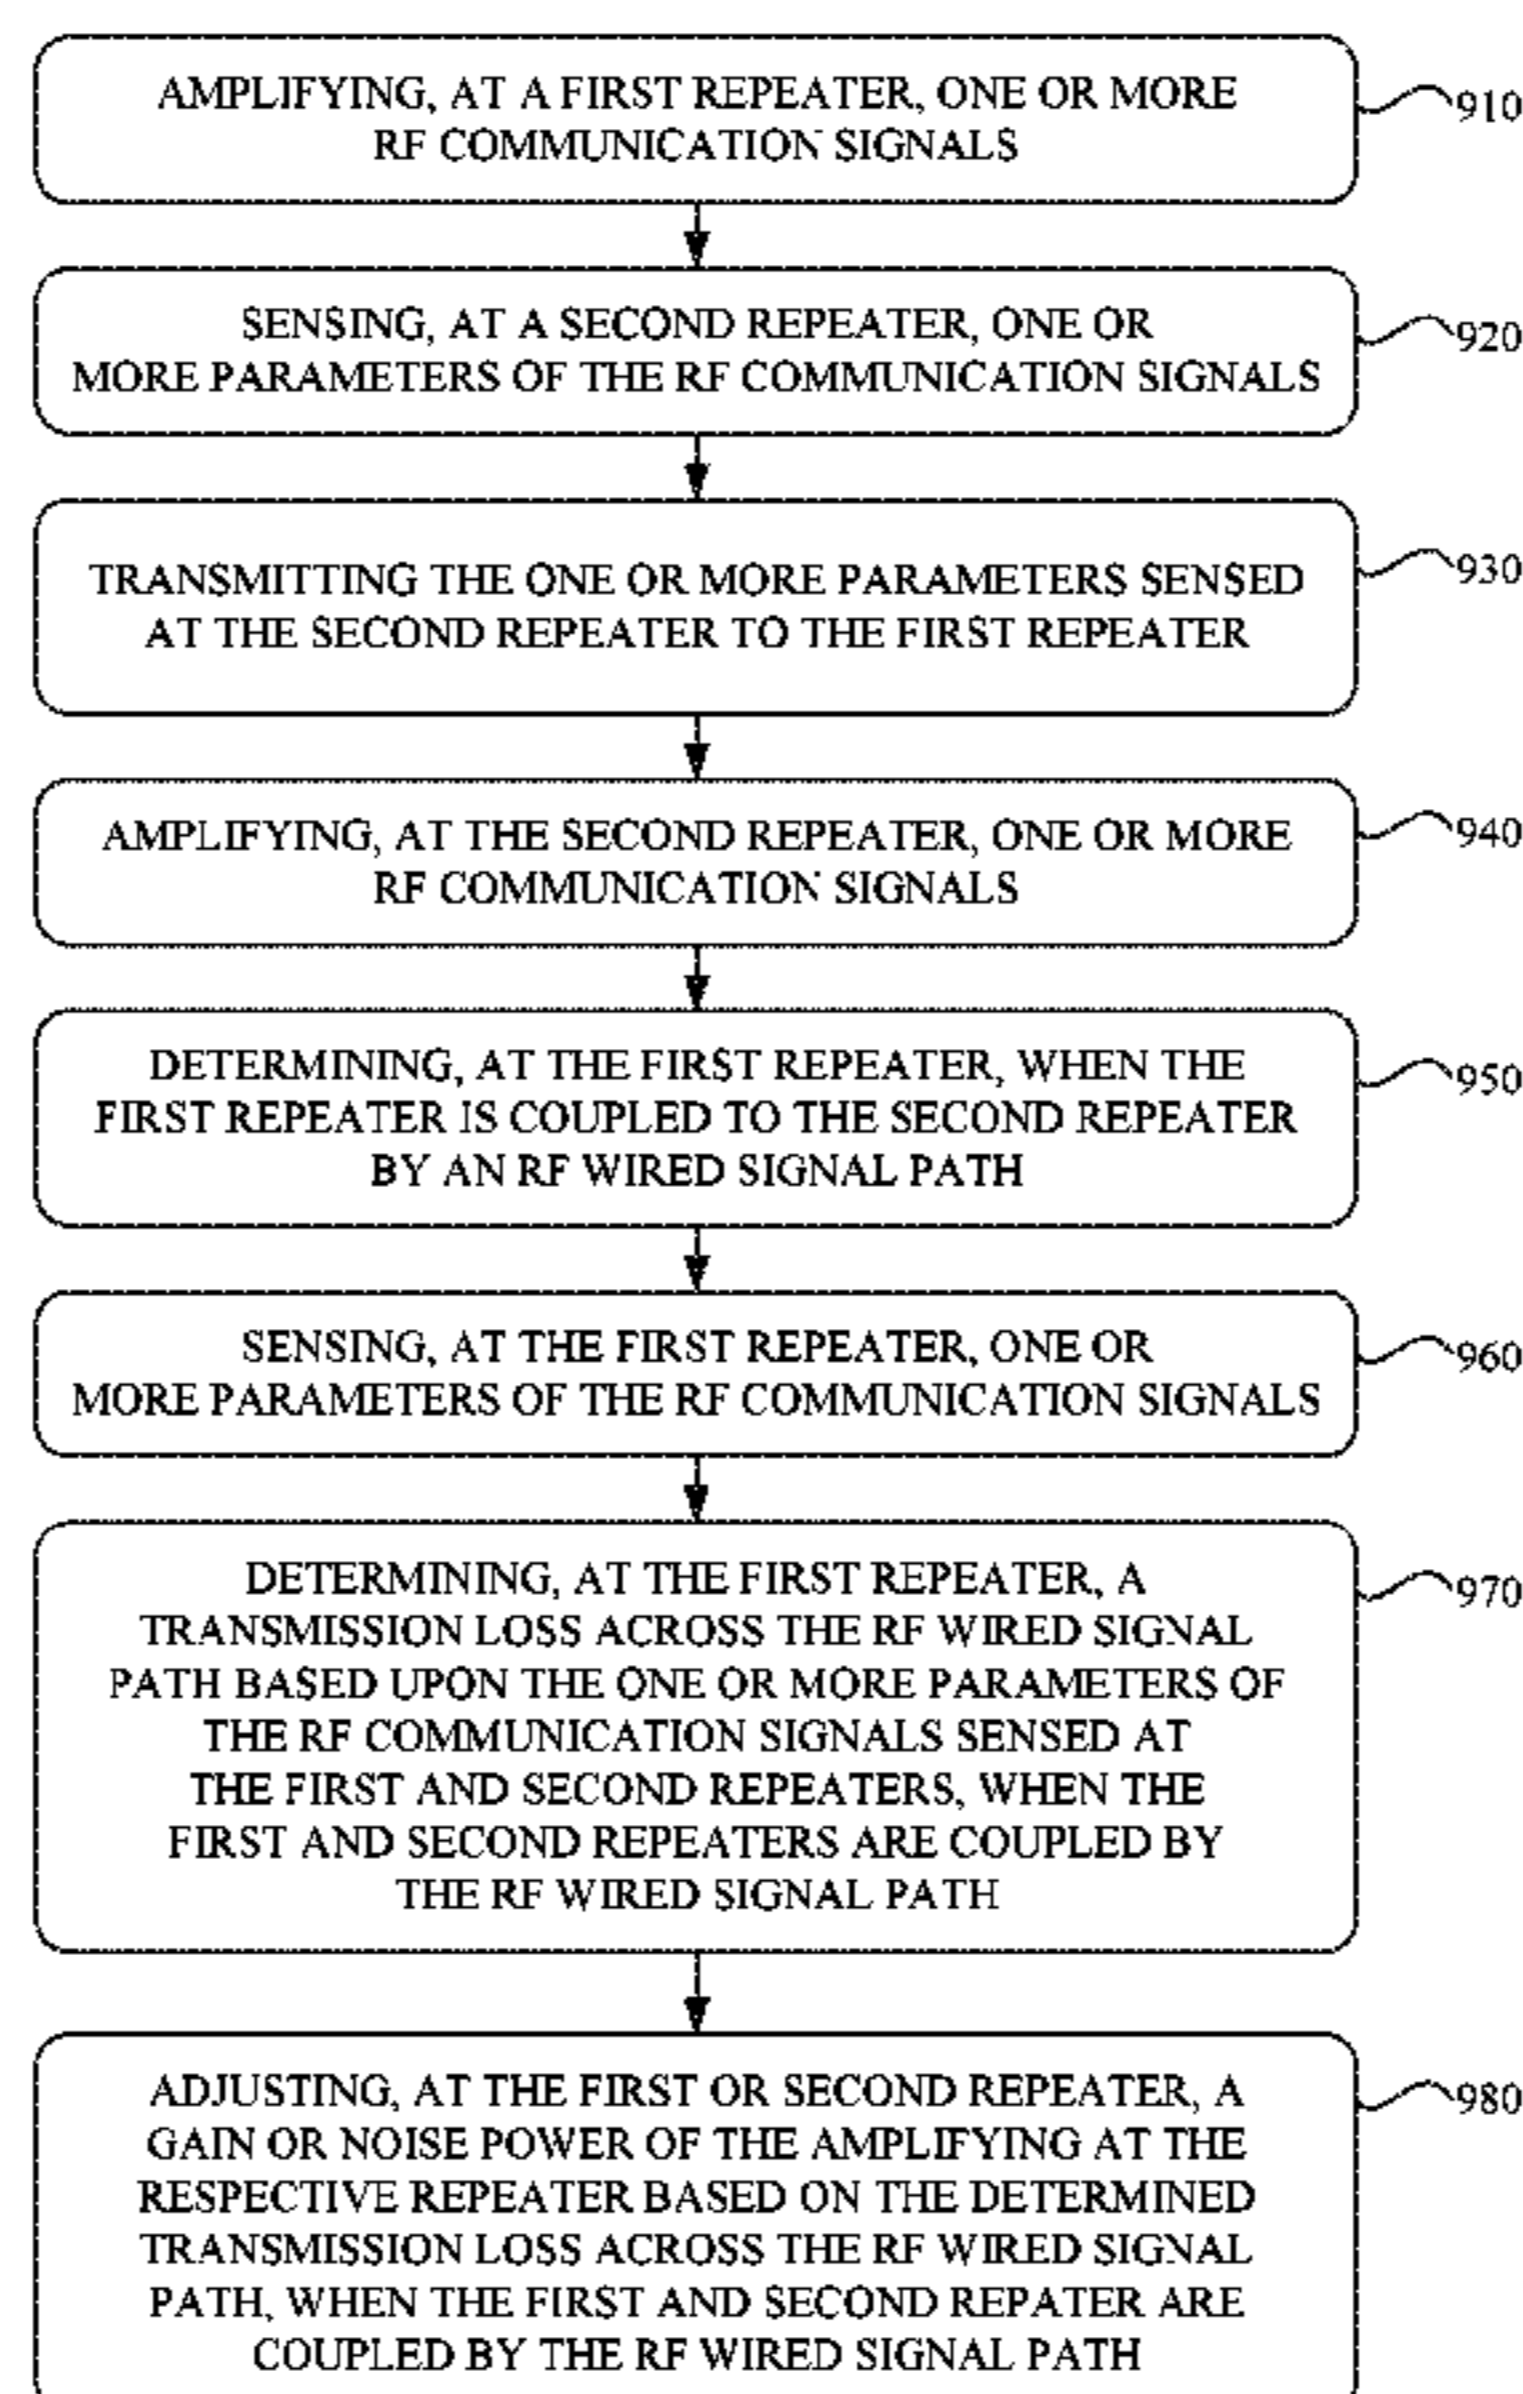 AMPLIFYING, AT A FIRST REPEATER, ONE OR MORE
RF COMMUNICATION SIGNALS
910
SENSING, AT A SECOND REPEATER, ONE OR
MORE PARAMETERS OF THE RF COMMUNICATION SIGNALS
920
TRANSMITTING THE ONE OR MORE PARAMETERS SENSED
AT THE SECOND REPEATER TO THE FIRST REPEATER
930
AMPLIFYING, AT THE SECOND REPEATER, ONE OR MORE
RF COMMUNICATION SIGNALS
940
DETERMINING, AT THE FIRST REPEATER, WHEN THE
FIRST REPEATER IS COUPLED TO THE SECOND REPEATER
BY AN RF WIRED SIGNAL PATH
950
SENSING, AT THE FIRST REPEATER, ONE OR
MORE PARAMETERS OF THE RF COMMUNICATION SIGNALS
960
DETERMINING, AT THE FIRST REPEATER, A
TRANSMISSION LOSS ACROSS THE RF WIRED SIGNAL
PATH BASED UPON THE ONE OR MORE PARAMETERS OF
THE RF COMMUNICATION SIGNALS SENSED AT
THE FIRST AND SECOND REPEATERS, WHEN THE
FIRST AND SECOND REPEATERS ARE COUPLED BY
THE RF WIRED SIGNAL PATH
970
ADJUSTING, AT THE FIRST OR SECOND REPEATER, A
GAIN OR NOISE POWER OF THE AMPLIFYING AT THE
RESPECTIVE REPEATER BASED ON THE DETERMINED
TRANSMISSION LOSS ACROSS THE RF WIRED SIGNAL
PATH, WHEN THE FIRST AND SECOND REPATER ARE
COUPLED BY THE RF WIRED SIGNAL PATH
980